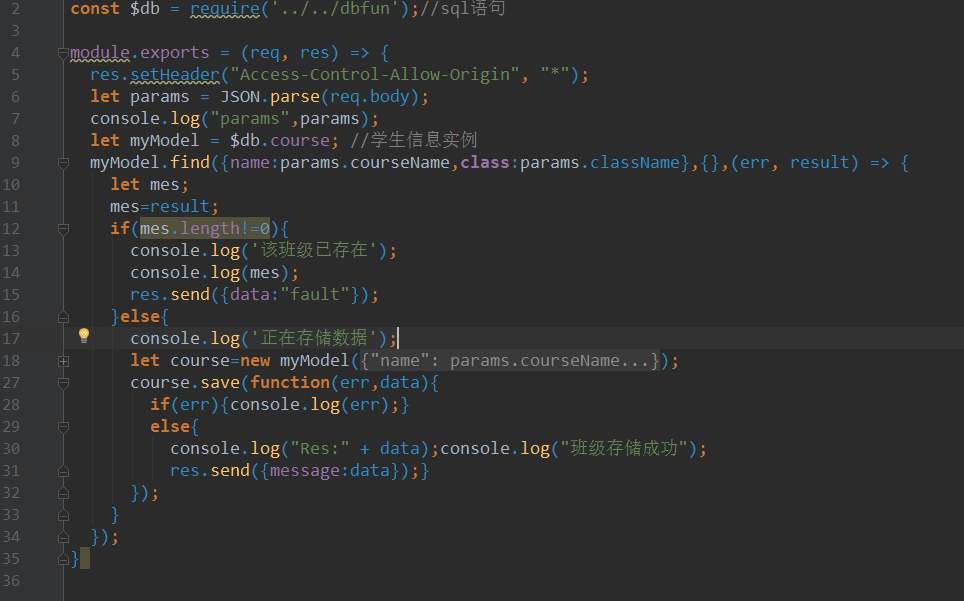 2 const $db = require('../../dbfun');//sql语句
3
4 module.exports = (req, res) => {
5 res.setHeader("Access-Control-Allow-Origin", "*");
6 let params = JSON.parse(req.body);
7 console.log("params",params);
8 let myModel = $db.course; //学生信息实例
9 myModel.find({name:params.courseName,class:params.className},{},(err, result) => {
10 let mes;
11 mes=result;
12 if(mes.length!=0){
13 console.log('该班级已存在');
14 console.log(mes);
15 res.send({data:"fault"});
16 }else{
17 console.log('正在存储数据');
18 let course=new myModel({"name": params.courseName...});
27 course.save(function(err,data){
28 if(err){console.log(err);}
29 else{
30 console.log("Res:" + data);console.log("班级存储成功");
31 res.send({message:data});}
32 });
33 }
34 });
35 }
36